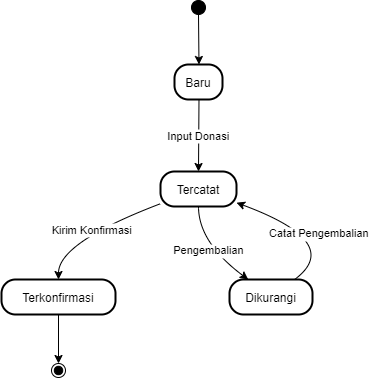 Baru
Input Donasi
Tercatat
Kirim Konfirmasi
Catat Pengembalian
Pengembalian
Terkonfirmasi
Dikurangi